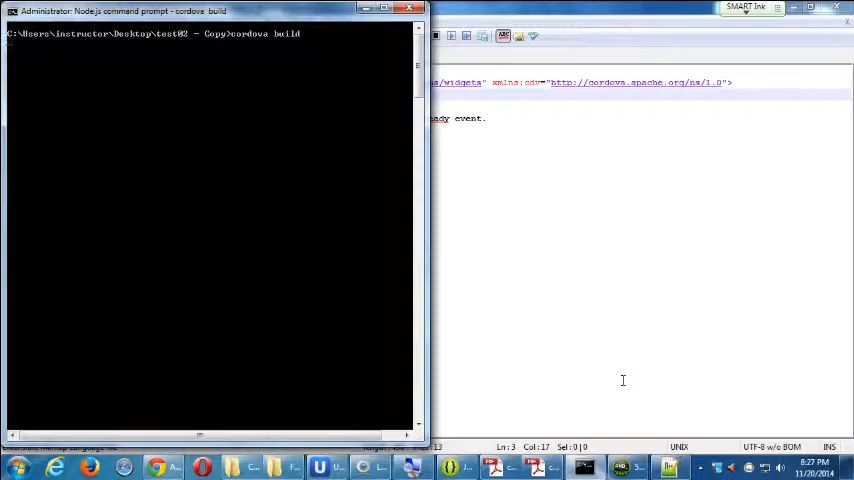 Administrator: Node.js command prompt - cordova build
SMART Ink
C:\Users\instructor\Desktop\test02 - Copy>cordova build
ABC
s/widgets" xmlns:cdv="http://cordova.apache.org/ns/1.0">
eady event.
Ln:3 Col:17 Sel:0|0
UNIX
UTF-8 w/o BOM
INS
A...
C...
F...
U...
L...
J...
c...
c...
S...
8:27 PM
11/20/2014